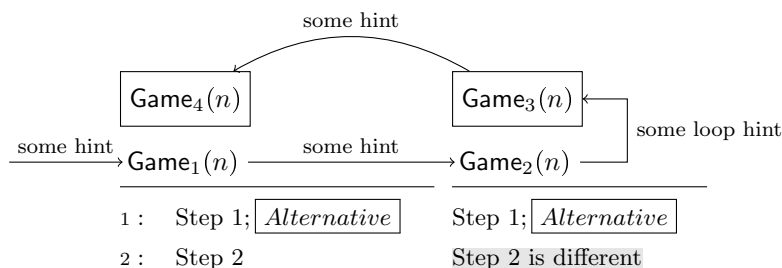 some hint
Game₄(n) Game₃(n)
some loop hint
some hint Game₁(n) some hint Game₂(n)
1 : Step 1; Alternative Step 1; Alternative
2 : Step 2 Step 2 is different